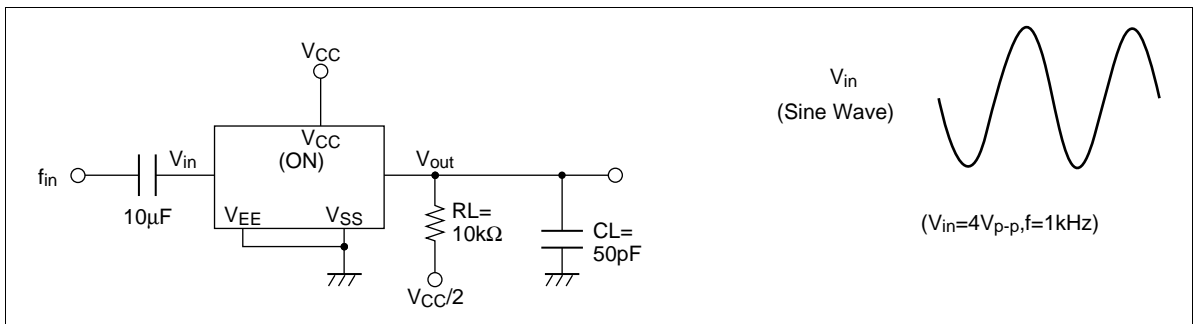 VCC
VCC
(ON)
fin
Vin
10μF
VEE
VSS
Vout
RL=
10kΩ
VCC/2
CL=
50pF
Vin
(Sine Wave)
(Vin=4Vp-p,f=1kHz)